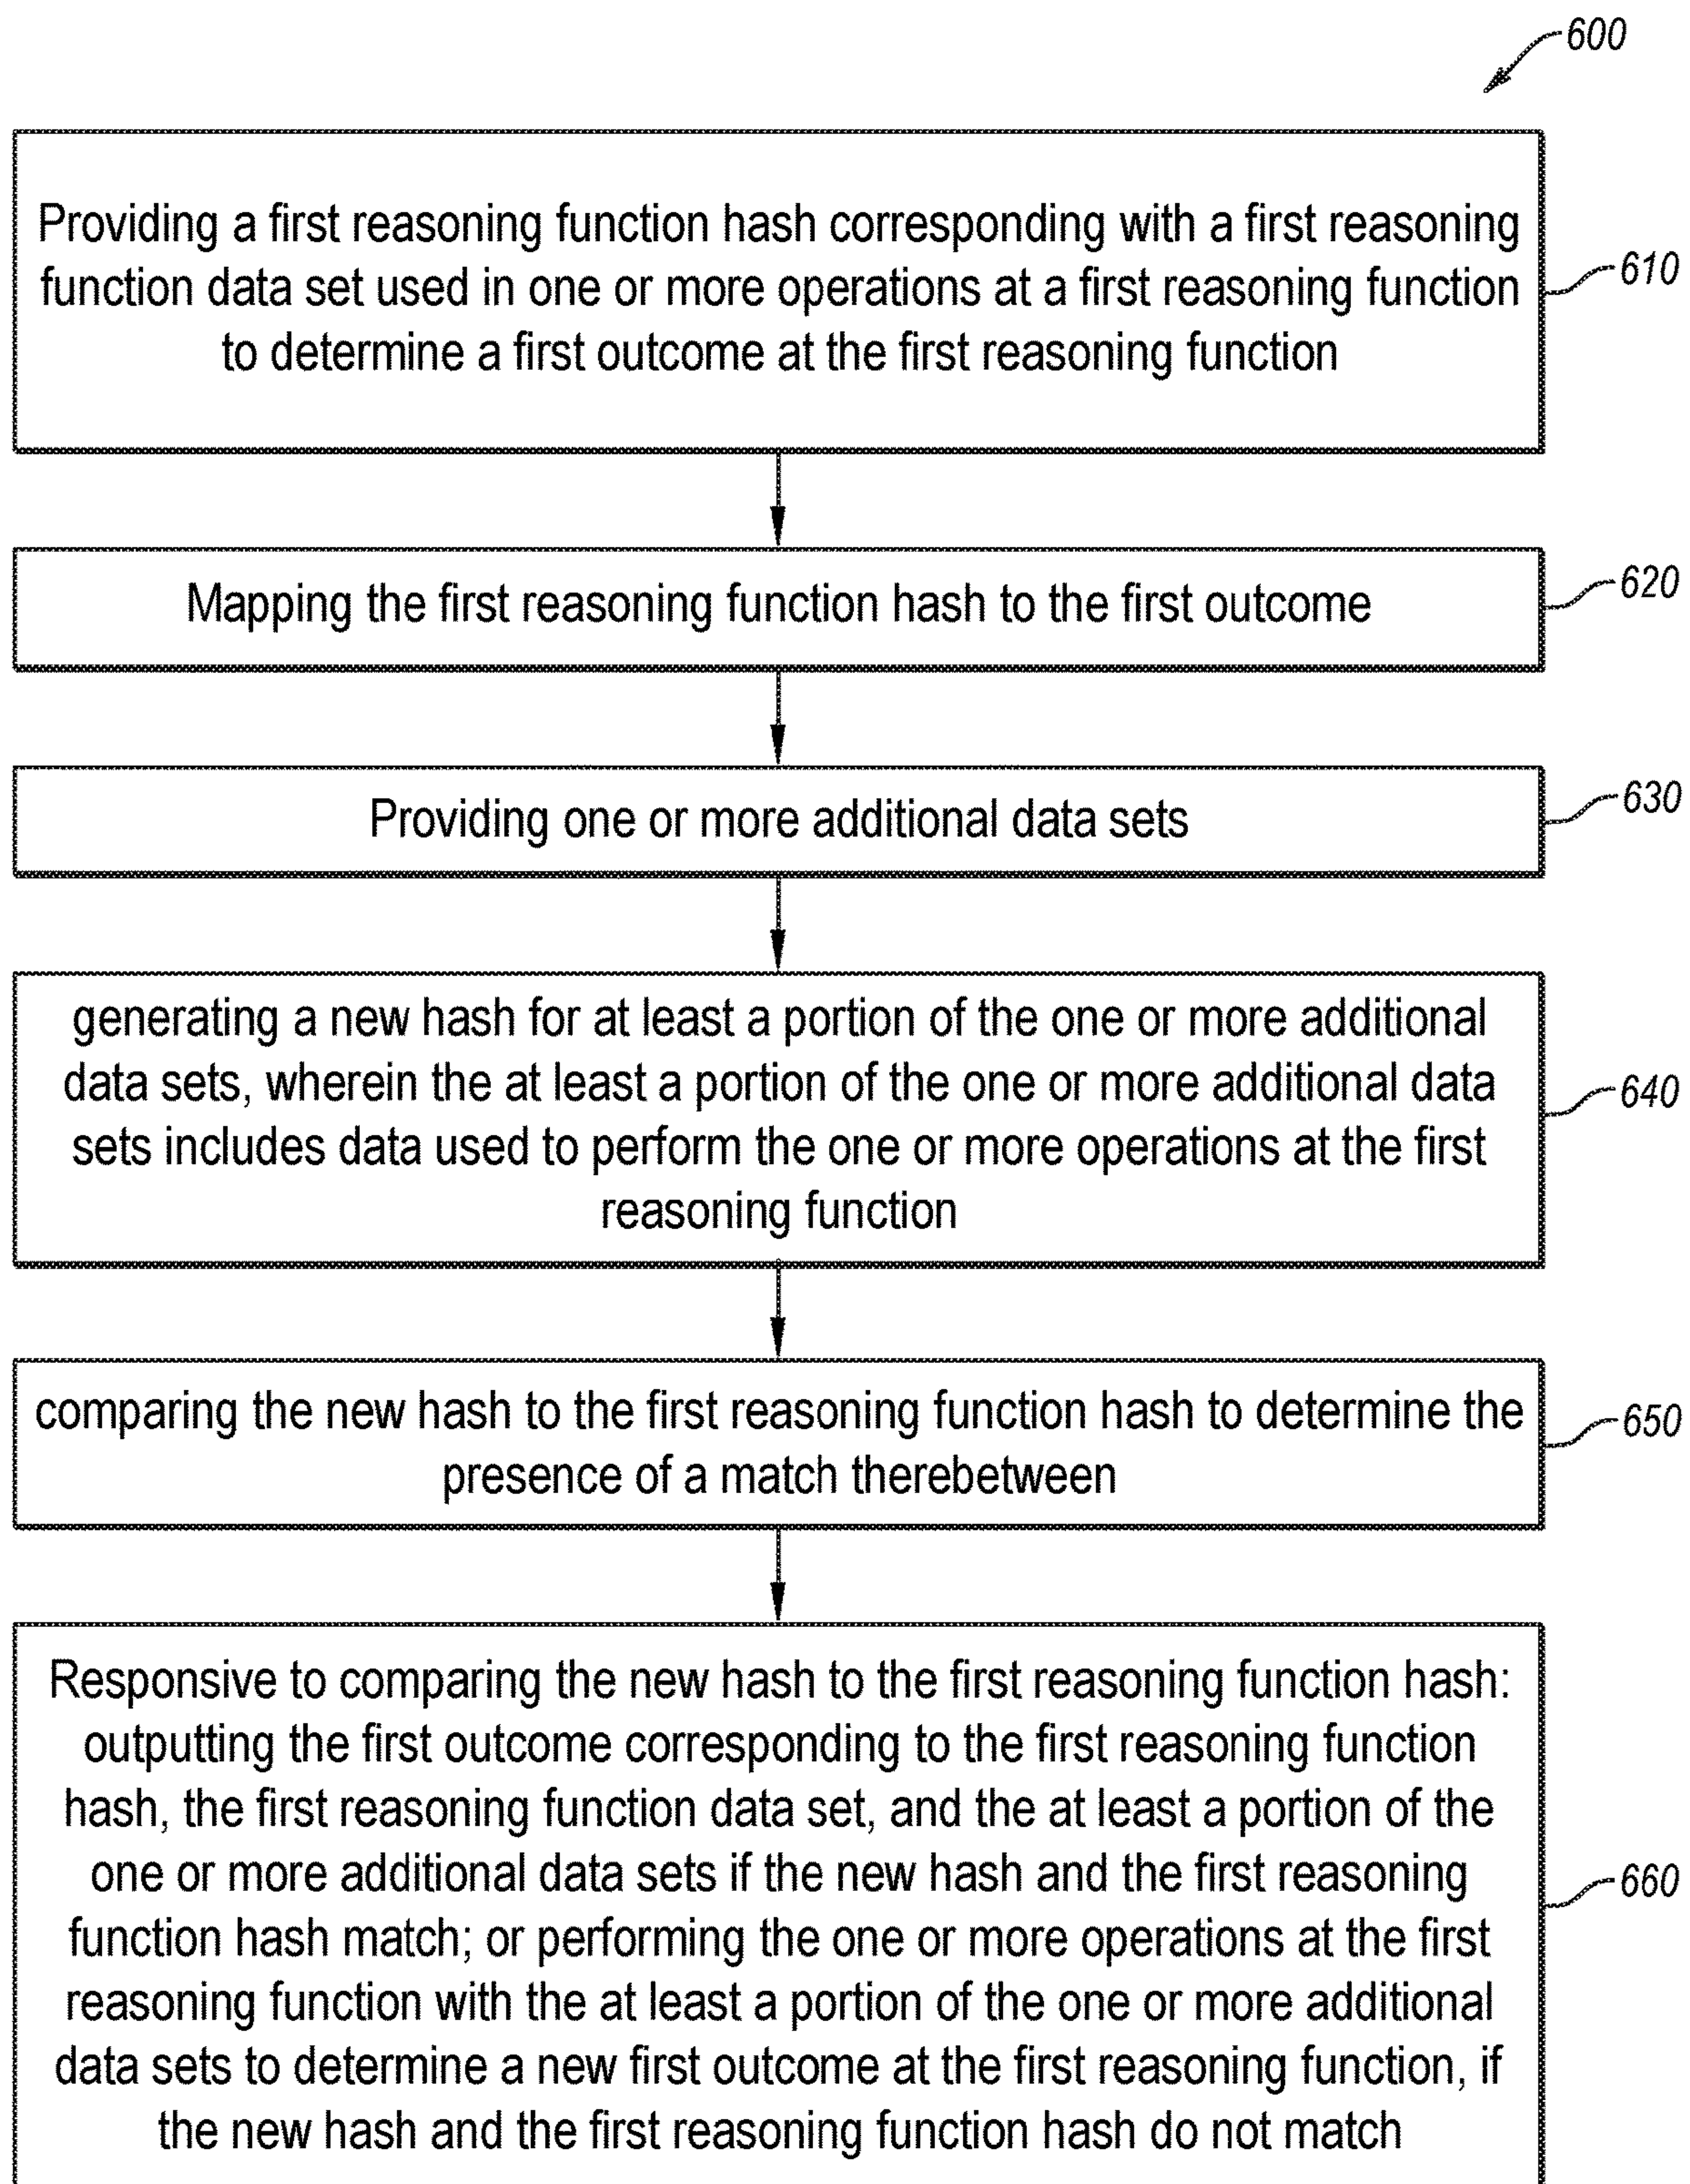 600
Providing a first reasoning function hash corresponding with a first reasoning
function data set used in one or more operations at a first reasoning function
to determine a first outcome at the first reasoning function
610
Mapping the first reasoning function hash to the first outcome
620
Providing one or more additional data sets
630
generating a new hash for at least a portion of the one or more additional
data sets, wherein the at least a portion of the one or more additional data
sets includes data used to perform the one or more operations at the first
reasoning function
640
comparing the new hash to the first reasoning function hash to determine the
presence of a match therebetween
650
Responsive to comparing the new hash to the first reasoning function hash:
outputting the first outcome corresponding to the first reasoning function
hash, the first reasoning function data set, and the at least a portion of the
one or more additional data sets if the new hash and the first reasoning
function hash match; or performing the one or more operations at the first
reasoning function with the at least a portion of the one or more additional
data sets to determine a new first outcome at the first reasoning function, if
the new hash and the first reasoning function hash do not match
660